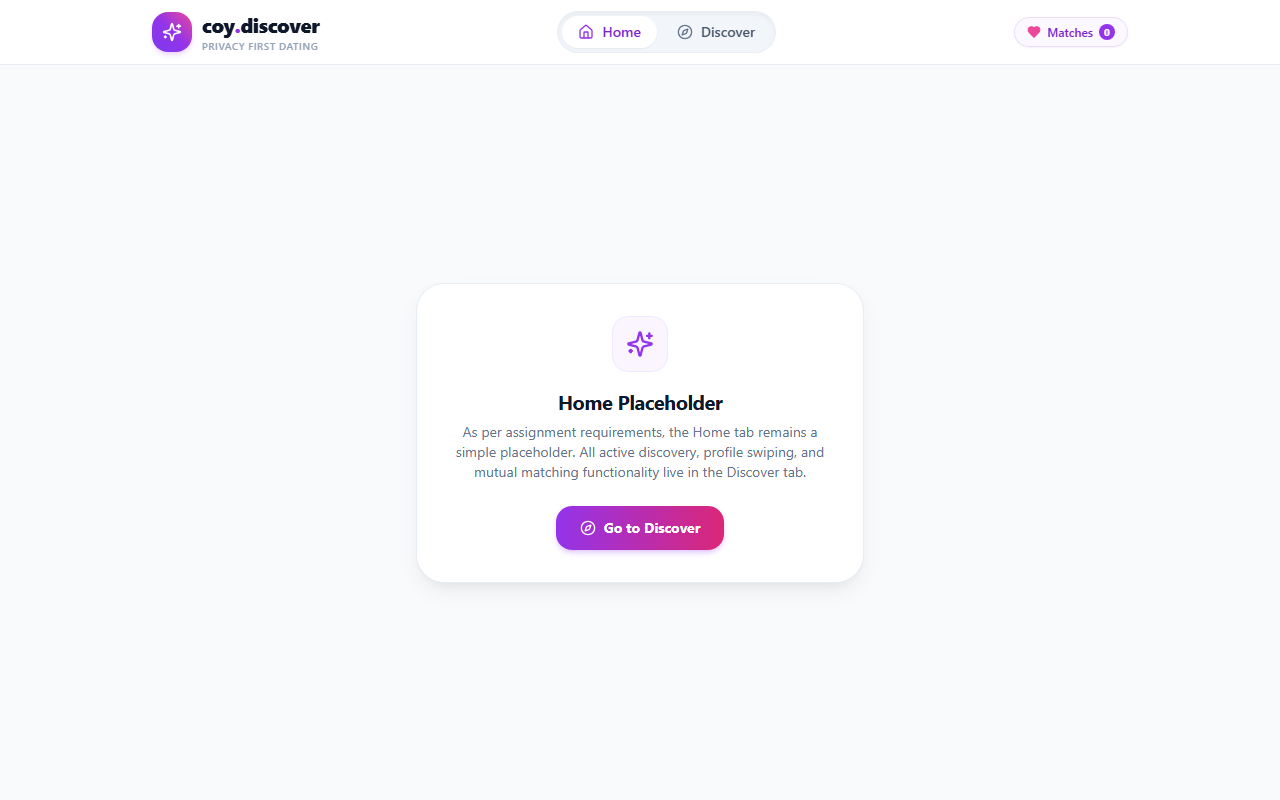 coy.discover
PRIVACY FIRST DATING
Home
Discover
Matches 0
Home Placeholder
As per assignment requirements, the Home tab remains a
simple placeholder. All active discovery, profile swiping, and
mutual matching functionality live in the Discover tab.
Go to Discover